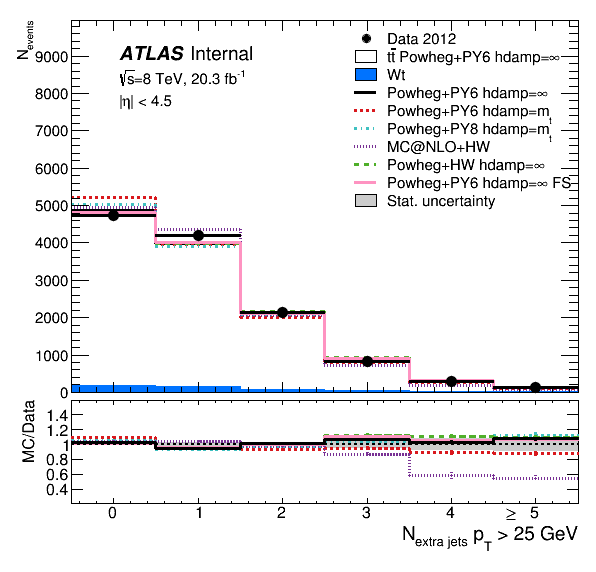 N_events
9000
8000
7000
6000
5000
4000
3000
2000
1000
0
ATLAS Internal
√s=8 TeV, 20.3 fb⁻¹
|η| < 4.5
Data 2012
tt̄ Powheg+PY6 hdamp=∞
Wt
Powheg+PY6 hdamp=∞
Powheg+PY6 hdamp=m_t
Powheg+PY8 hdamp=m_t
MC@NLO+HW
Powheg+HW hdamp=∞
Powheg+PY6 hdamp=∞ FS
Stat. uncertainty
MC/Data
1.4
1.2
1
0.8
0.6
0.4
0 1 2 3 4 ≥ 5
N_extra jets p_T > 25 GeV